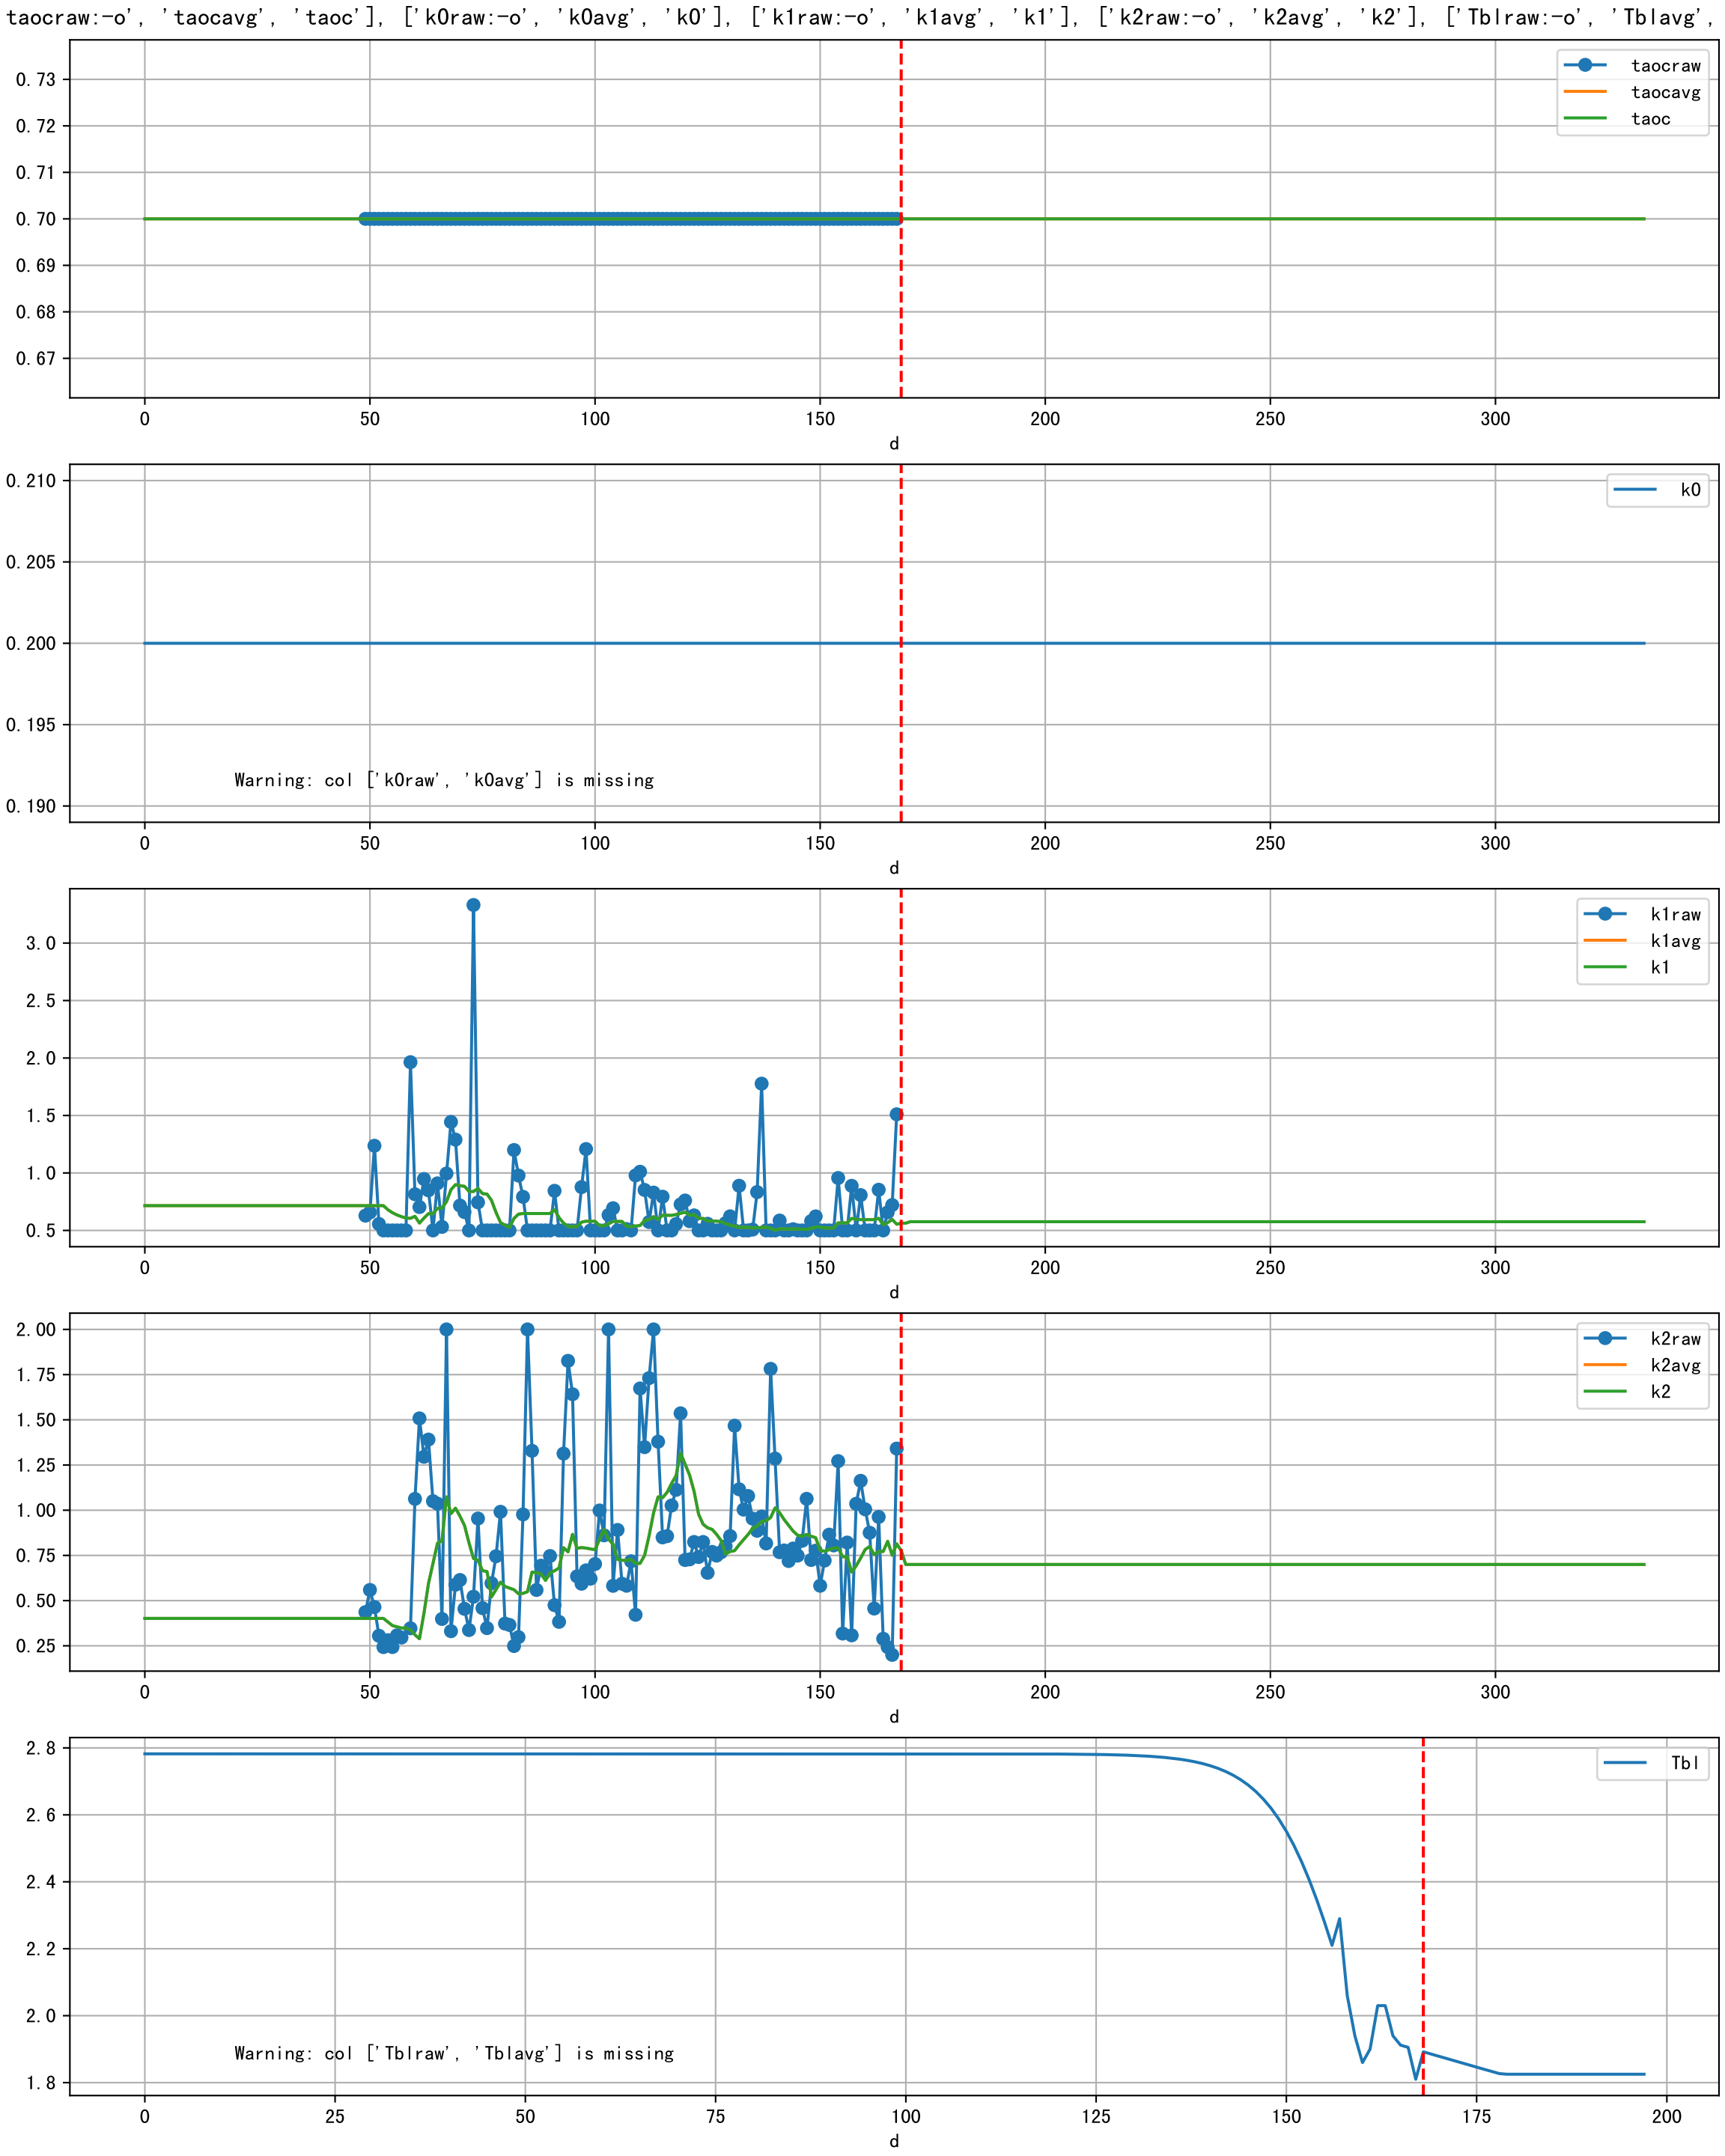 taocraw:-o', 'taocavg', 'taoc'], ['k0raw:-o', 'k0avg', 'k0'], ['k1raw:-o', 'k1avg', 'k1'], ['k2raw:-o', 'k2avg', 'k2'], ['Tblraw:-o', 'Tblavg',
0.73
0.72
0.71
0.70
0.69
0.68
0.67
taocraw
taocavg
taoc
0 50 100 150 200 250 300
d
0.210
0.205
0.200
0.195
0.190
k0
Warning: col ['k0raw', 'k0avg'] is missing
0 50 100 150 200 250 300
d
3.0
2.5
2.0
1.5
1.0
0.5
k1raw
k1avg
k1
0 50 100 150 200 250 300
d
2.00
1.75
1.50
1.25
1.00
0.75
0.50
0.25
k2raw
k2avg
k2
0 50 100 150 200 250 300
d
2.8
2.6
2.4
2.2
2.0
1.8
Tbl
Warning: col ['Tblraw', 'Tblavg'] is missing
0 25 50 75 100 125 150 175 200
d